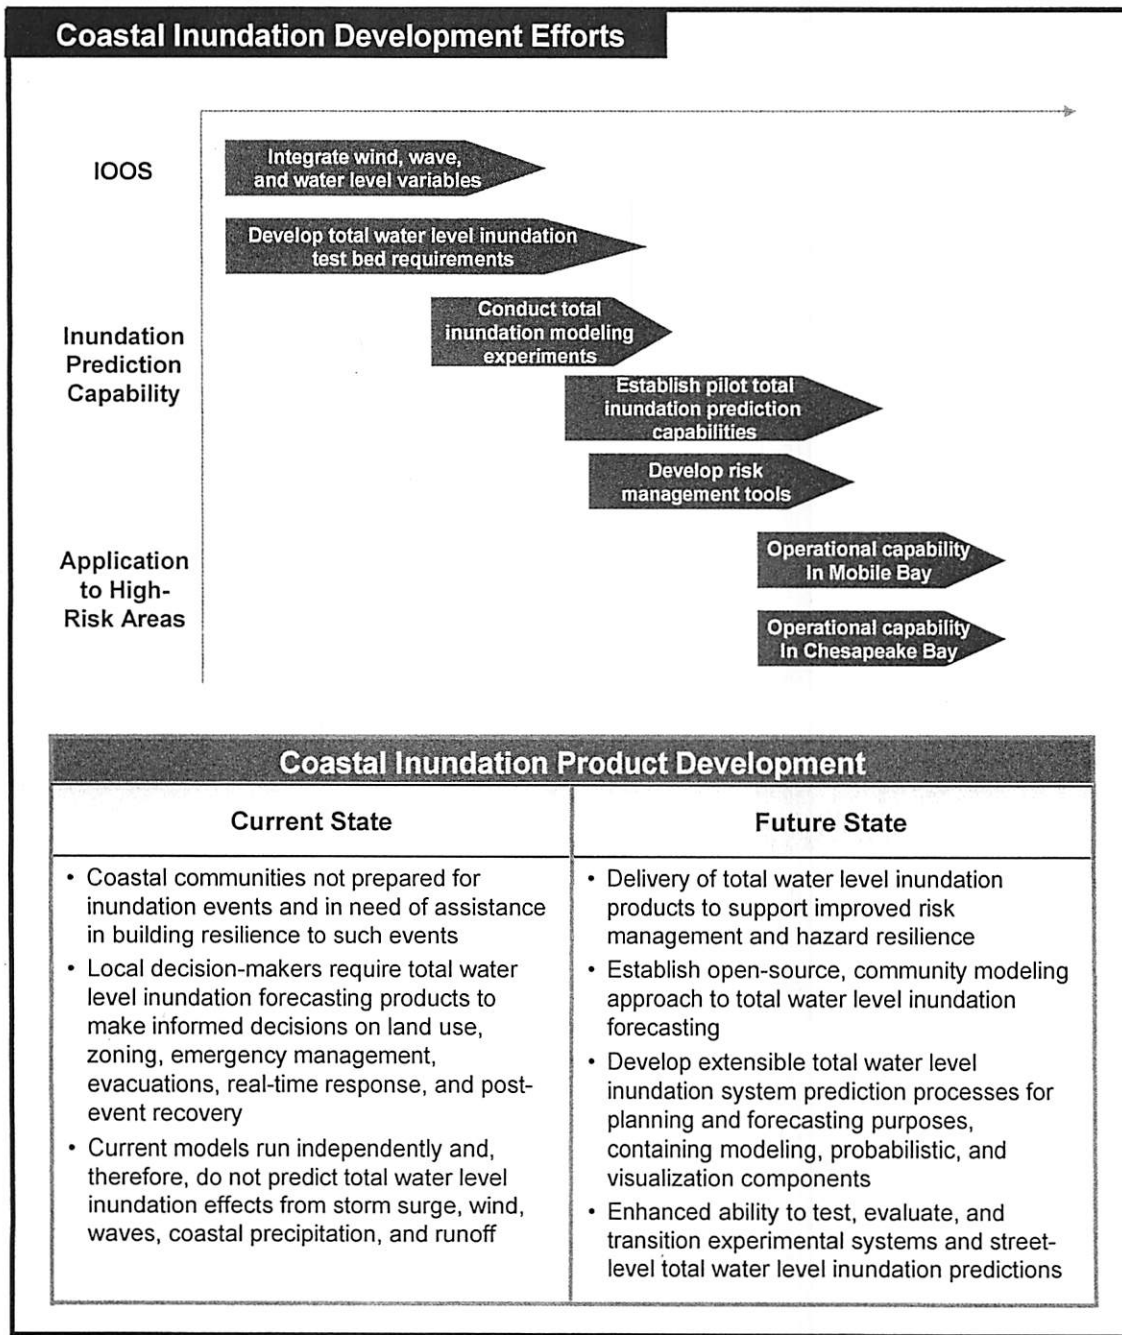 Coastal Inundation Development Efforts
IOOS
Integrate wind, wave,
and water level variables
Develop total water level inundation
test bed requirements
Inundation
Prediction
Capability
Conduct total
inundation modeling
experiments
Establish pilot total
inundation prediction
capabilities
Develop risk
management tools
Application
to High-
Risk Areas
Operational capability
In Mobile Bay
Operational capability
In Chesapeake Bay
Coastal Inundation Product Development
Current State
• Coastal communities not prepared for
inundation events and in need of assistance
in building resilience to such events
• Local decision-makers require total water
level inundation forecasting products to
make informed decisions on land use,
zoning, emergency management,
evacuations, real-time response, and post-
event recovery
• Current models run independently and,
therefore, do not predict total water level
inundation effects from storm surge, wind,
waves, coastal precipitation, and runoff
Future State
• Delivery of total water level inundation
products to support improved risk
management and hazard resilience
• Establish open-source, community modeling
approach to total water level inundation
forecasting
• Develop extensible total water level
inundation system prediction processes for
planning and forecasting purposes,
containing modeling, probabilistic, and
visualization components
• Enhanced ability to test, evaluate, and
transition experimental systems and street-
level total water level inundation predictions